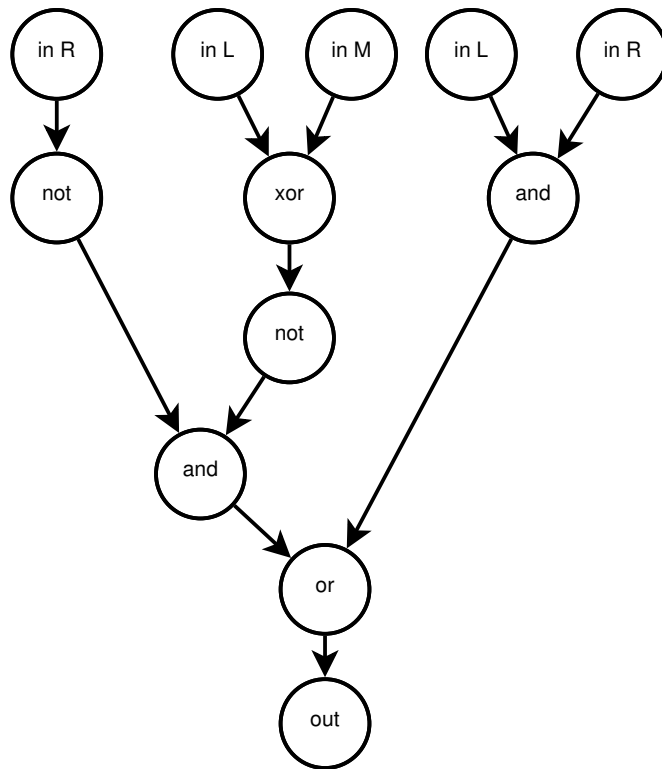 in R
in L
in M
in L
in R
not
xor
and
not
and
or
out